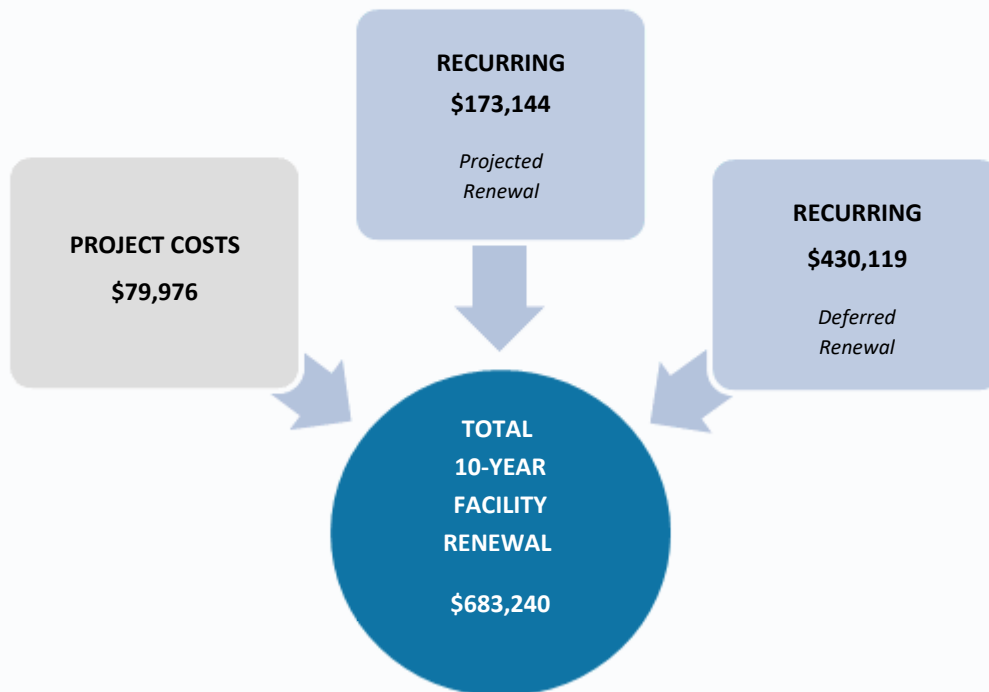 RECURRING
$173,144
Projected
Renewal
PROJECT COSTS
$79,976
RECURRING
$430,119
Deferred
Renewal
TOTAL
10-YEAR
FACILITY
RENEWAL
$683,240